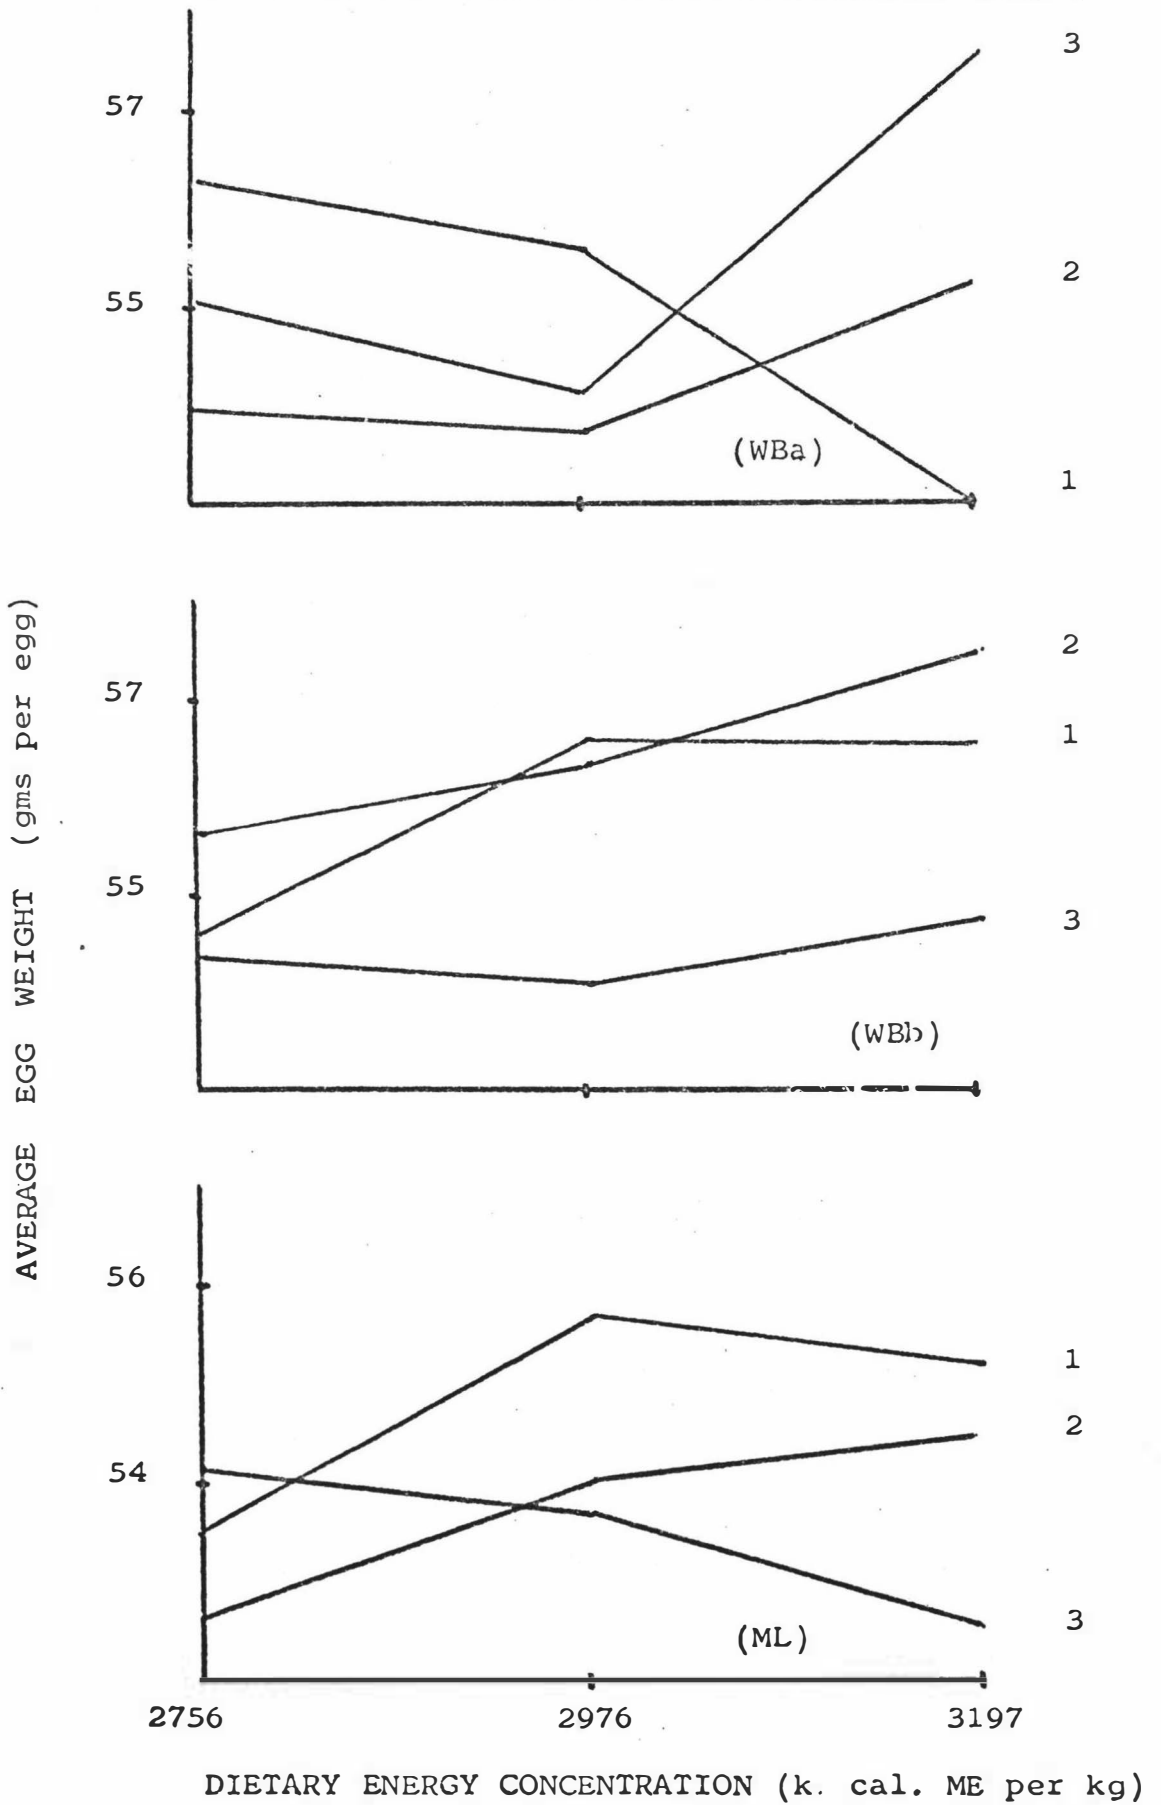 3
57
2
55
(WBa)
1
AVERAGE EGG WEIGHT (gms per egg)
2
57
1
55
3
(WBb)
56
1
2
54
3
(ML)
2756 2976 3197
DIETARY ENERGY CONCENTRATION (k. cal. ME per kg)